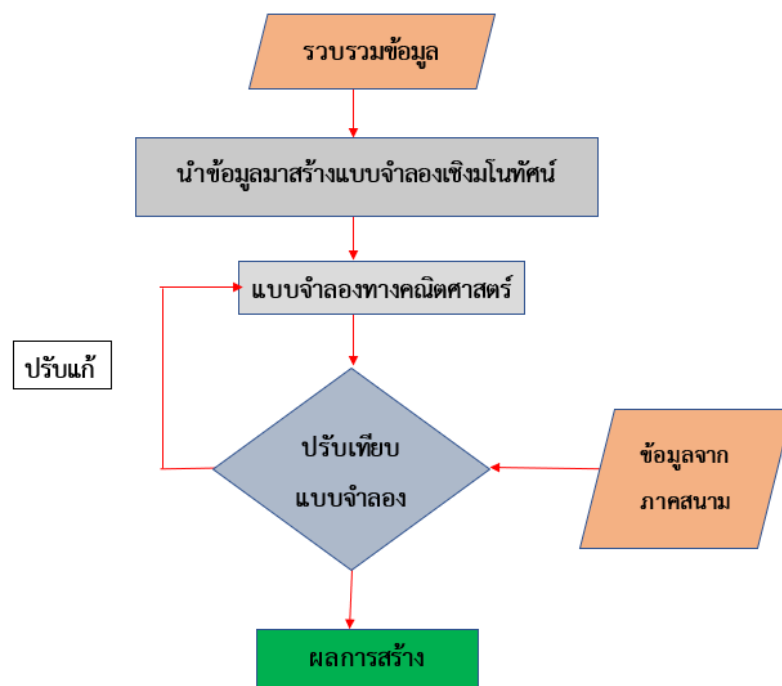 รวบรวมข้อมูล
นำข้อมูลมาสร้างแบบจำลองเชิงมโนทัศน์
แบบจำลองทางคณิตศาสตร์
ปรับแก้
ปรับเทียบ
แบบจำลอง
ข้อมูลจาก
ภาคสนาม
ผลการสร้าง